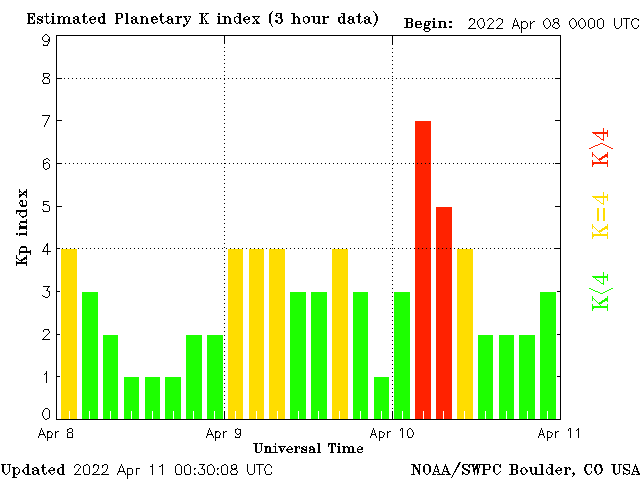 Estimated Planetary K index (3 hour data)
Begin: 2022 Apr 08 0000 UTC
9
8
7
6
5
4
3
2
1
0
Kp index
K<4 K=4 K>4
Apr 8 Apr 9 Apr 10 Apr 11
Universal Time
Updated 2022 Apr 11 00:30:08 UTC
NOAA/SWPC Boulder, CO USA